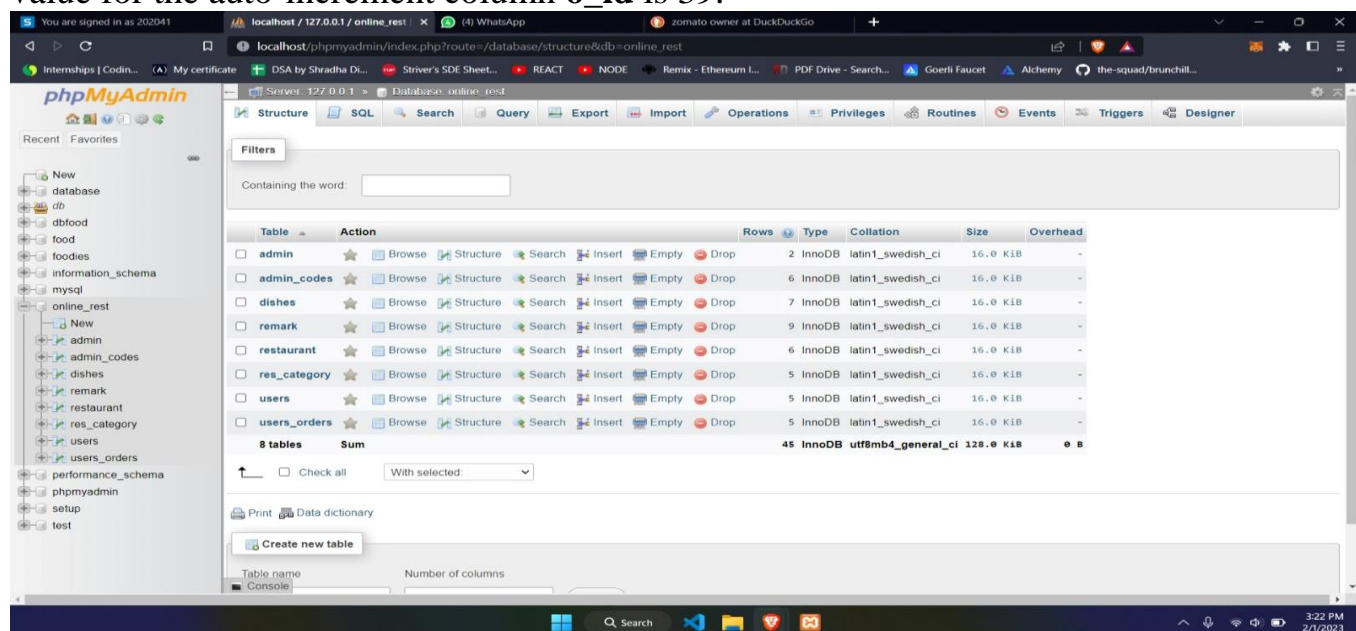 value for the auto-increment column o_id is 39.
You are signed in as 202041
localhost / 127.0.0.1 / online_rest
(4) WhatsApp
zomato owner at DuckDuckGo
localhost/phpmyadmin/index.php?route=/database/structure&db=online_rest
Internships | Codin... My certificate DSA by Shradha Di... Striver's SDE Sheet... REACT NODE Remix - Ethereum I... PDF Drive - Search... Goerli Faucet Alchemy the-squad/brunchill...
phpMyAdmin
Recent Favorites
New
database
db
dbfood
food
foodies
information_schema
mysql
online_rest
New
admin
admin_codes
dishes
remark
restaurant
res_category
users
users_orders
performance_schema
phpmyadmin
setup
test
Server: 127.0.0.1 » Database: online_rest
Structure SQL Search Query Export Import Operations Privileges Routines Events Triggers Designer
Filters
Containing the word:
Table Action Rows Type Collation Size Overhead
admin Browse Structure Search Insert Empty Drop 2 InnoDB latin1_swedish_ci 16.0 KiB -
admin_codes Browse Structure Search Insert Empty Drop 6 InnoDB latin1_swedish_ci 16.0 KiB -
dishes Browse Structure Search Insert Empty Drop 7 InnoDB latin1_swedish_ci 16.0 KiB -
remark Browse Structure Search Insert Empty Drop 9 InnoDB latin1_swedish_ci 16.0 KiB -
restaurant Browse Structure Search Insert Empty Drop 6 InnoDB latin1_swedish_ci 16.0 KiB -
res_category Browse Structure Search Insert Empty Drop 5 InnoDB latin1_swedish_ci 16.0 KiB -
users Browse Structure Search Insert Empty Drop 5 InnoDB latin1_swedish_ci 16.0 KiB -
users_orders Browse Structure Search Insert Empty Drop 5 InnoDB latin1_swedish_ci 16.0 KiB -
8 tables Sum 45 InnoDB utf8mb4_general_ci 128.0 KiB 0 B
Check all With selected:
Print Data dictionary
Create new table
Table name Number of columns
Console
Search
3:22 PM
2/1/2023